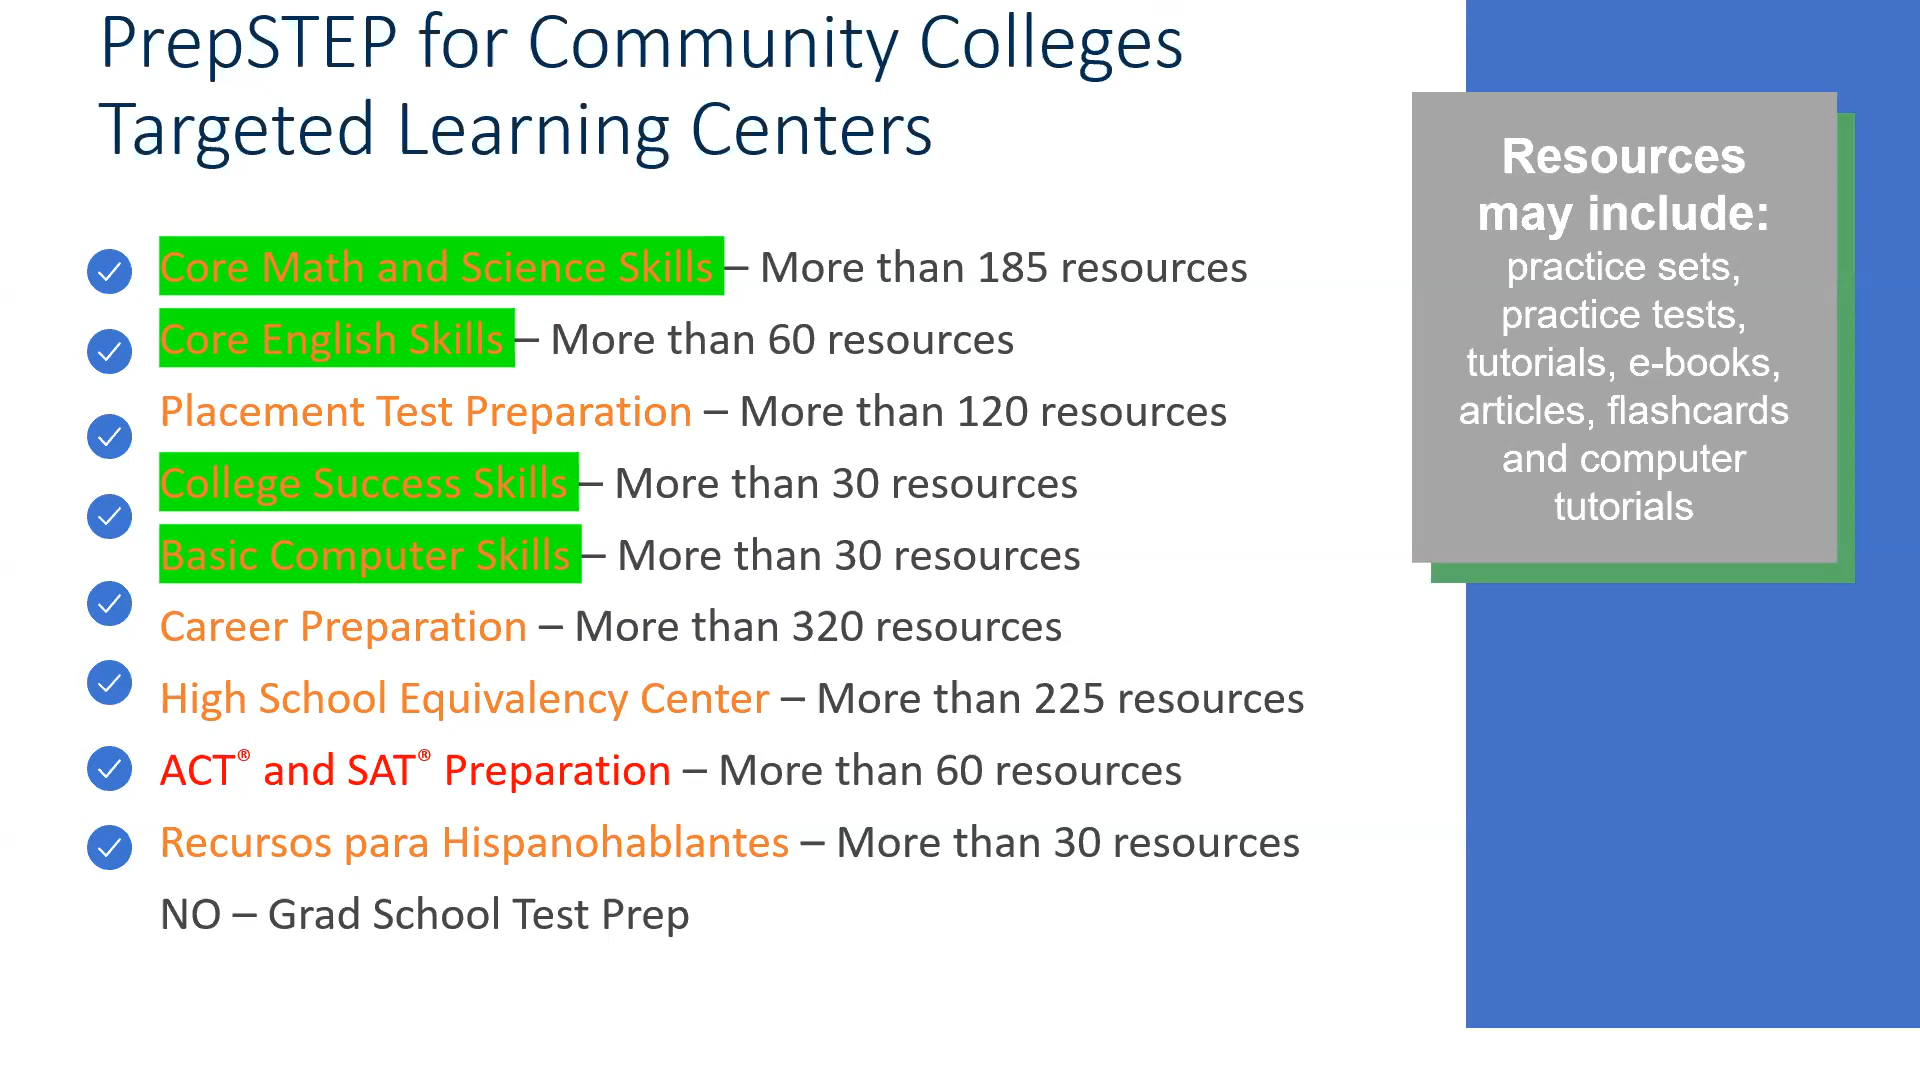 PrepSTEP for Community Colleges
Targeted Learning Centers
Core Math and Science Skills – More than 185 resources
Core English Skills – More than 60 resources
Placement Test Preparation – More than 120 resources
College Success Skills – More than 30 resources
Basic Computer Skills – More than 30 resources
Career Preparation – More than 320 resources
High School Equivalency Center – More than 225 resources
ACT® and SAT® Preparation – More than 60 resources
Recursos para Hispanohablantes – More than 30 resources
NO – Grad School Test Prep
Resources
may include:
practice sets,
practice tests,
tutorials, e-books,
articles, flashcards
and computer
tutorials